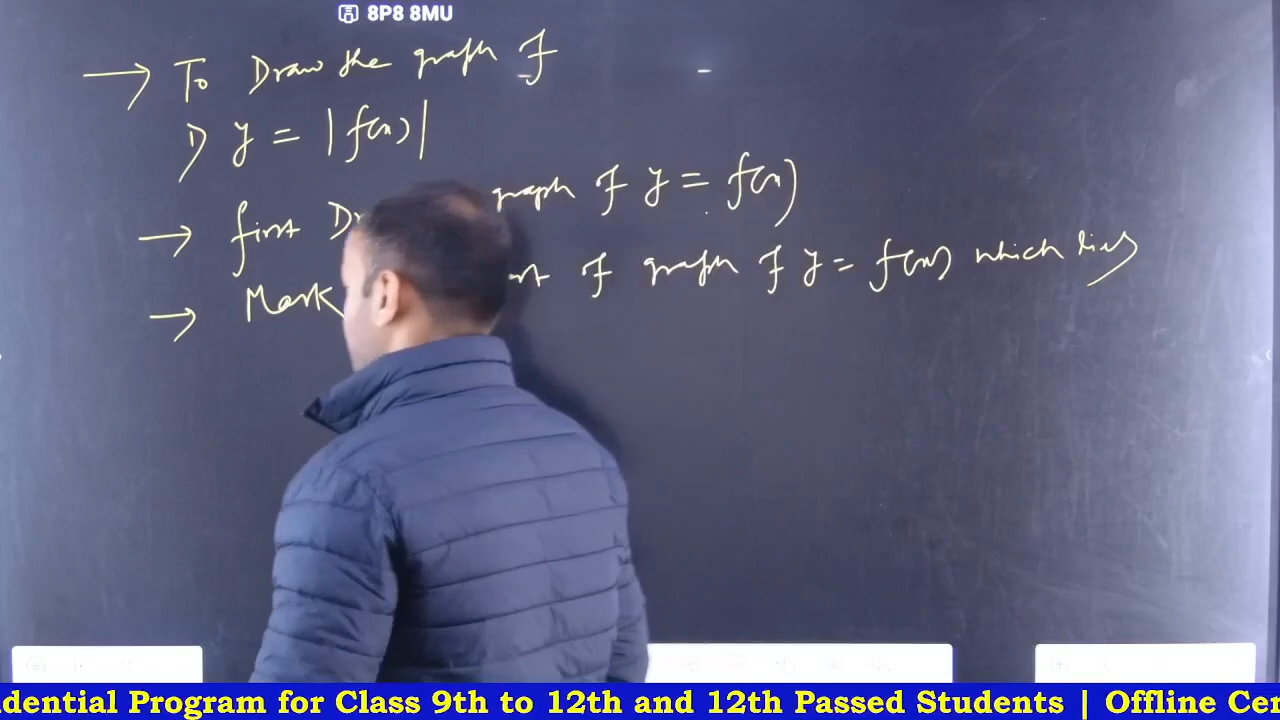 8P8 8MU
→ To Draw the graph of
1) y = |f(x)|
→ first graph of y = f(x)
→ Mark of graph of y = f(x) which lies
dential Program for Class 9th to 12th and 12th Passed Students | Offline Cen